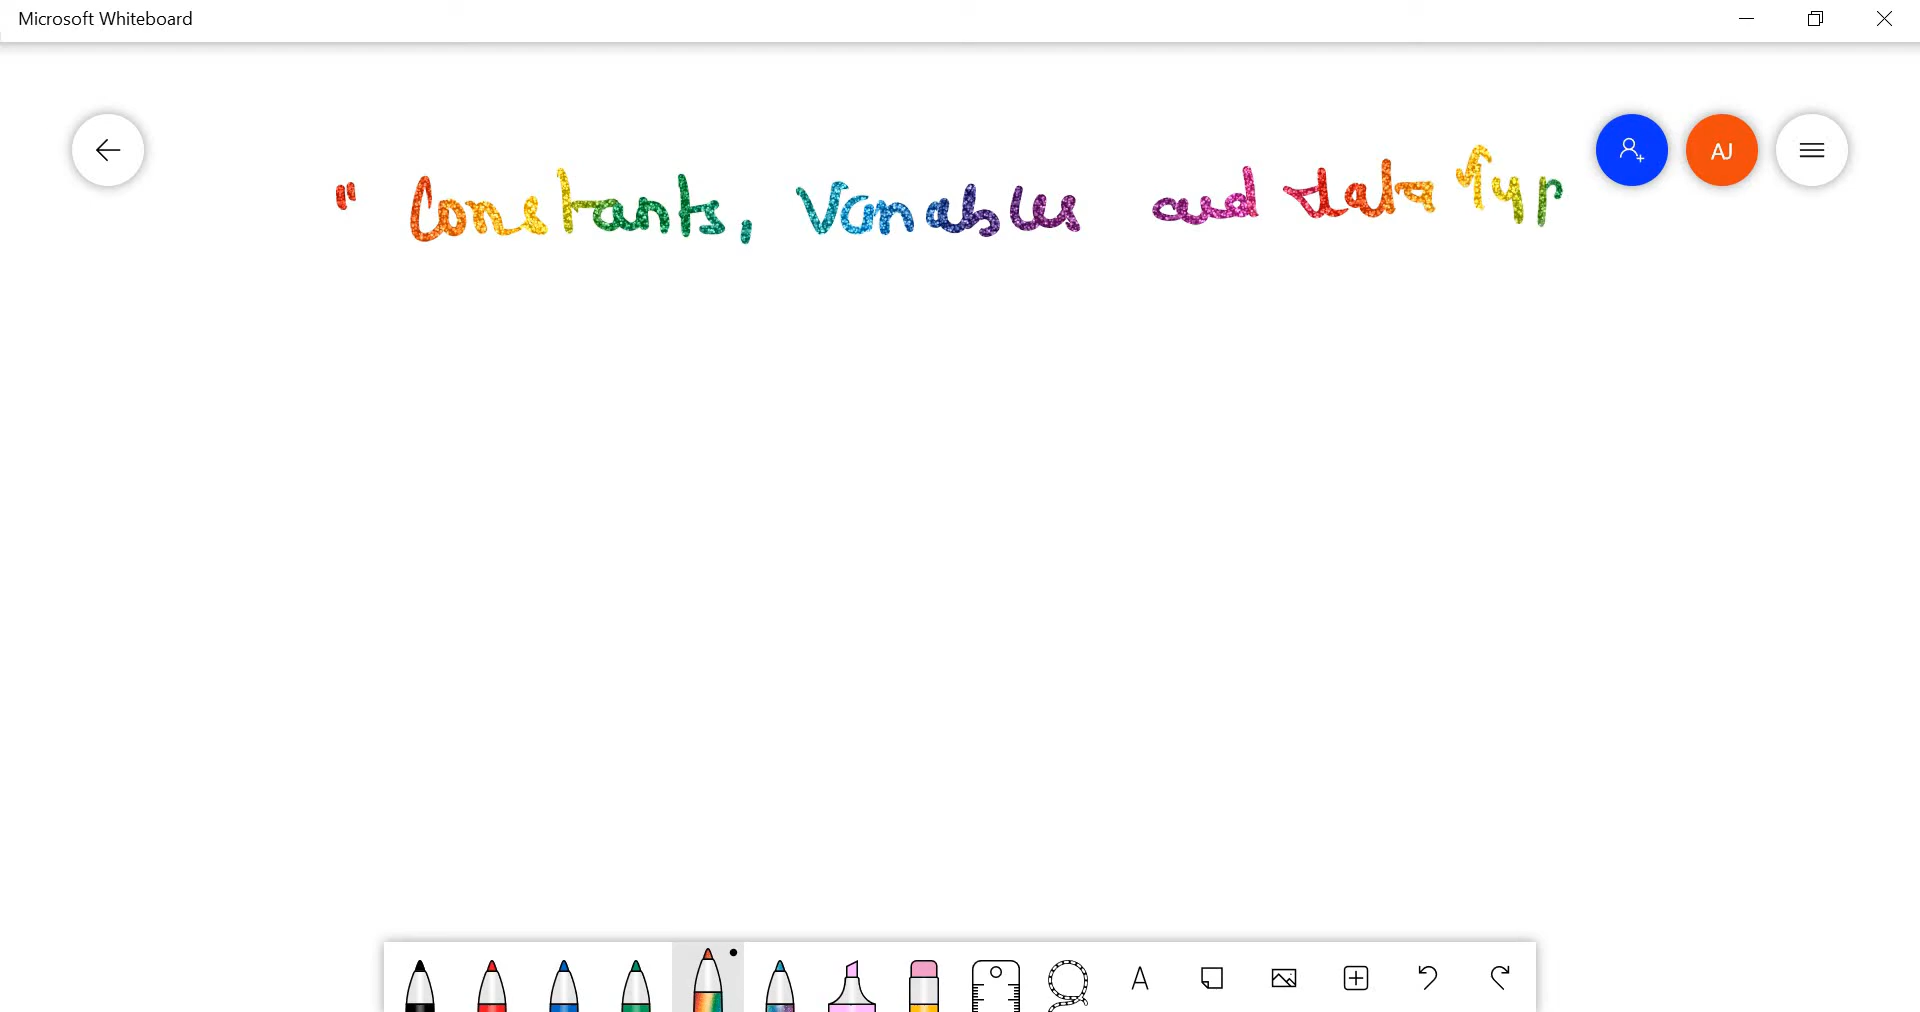 Microsoft Whiteboard
AJ
" Constants, Variables and data Typ
A